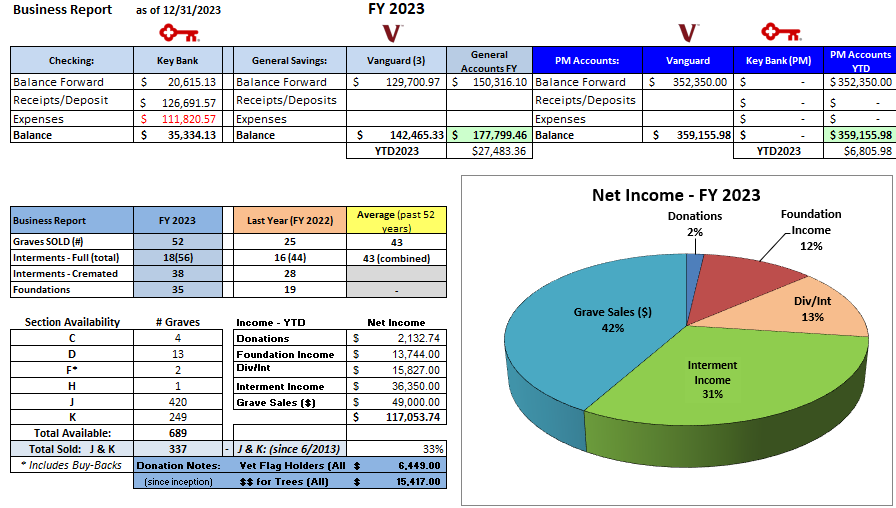 Business Report as of 12/31/2023 FY 2023
Checking: Key Bank General Savings: Vanguard (3) General Accounts FY PM Accounts: Vanguard Key Bank (PM) PM Accounts YTD
Balance Forward $ 20,615.13 Balance Forward $ 129,700.97 $ 150,316.10 Balance Forward $ 352,350.00 $ - $ 352,350.00
Receipts/Deposit $ 126,691.57 Receipts/Deposits Receipts/Deposits $ - $ -
Expenses $ 111,820.57 Expenses Expenses $ - $ -
Balance $ 35,334.13 Balance $ 142,465.33 $ 177,799.46 Balance $ 359,155.98 $ - $ 359,155.98
YTD2023 $27,483.36 YTD2023 $6,805.98
Business Report FY 2023 Last Year (FY 2022) Average (past 52 years)
Graves SOLD (#) 52 25 43
Interments - Full (total) 18(56) 16 (44) 43 (combined)
Interments - Cremated 38 28
Foundations 35 19 -
Section Availability # Graves Income - YTD Net Income
C 4 Donations $ 2,132.74
D 13 Foundation Income $ 13,744.00
F* 2 Div/Int $ 15,827.00
H 1 Interment Income $ 36,350.00
J 420 Grave Sales ($) $ 49,000.00
K 249 $ 117,053.74
Total Available: 689
Total Sold: J & K 337 - J & K: (since 6/2013) 33%
* Includes Buy-Backs Donation Notes: Yet Flag Holders (All $ 6,449.00
(since inception) $$ for Trees (All) $ 15,417.00
Net Income - FY 2023
Donations
2%
Foundation
Income
12%
Div/Int
13%
Interment
Income
31%
Grave Sales ($)
42%